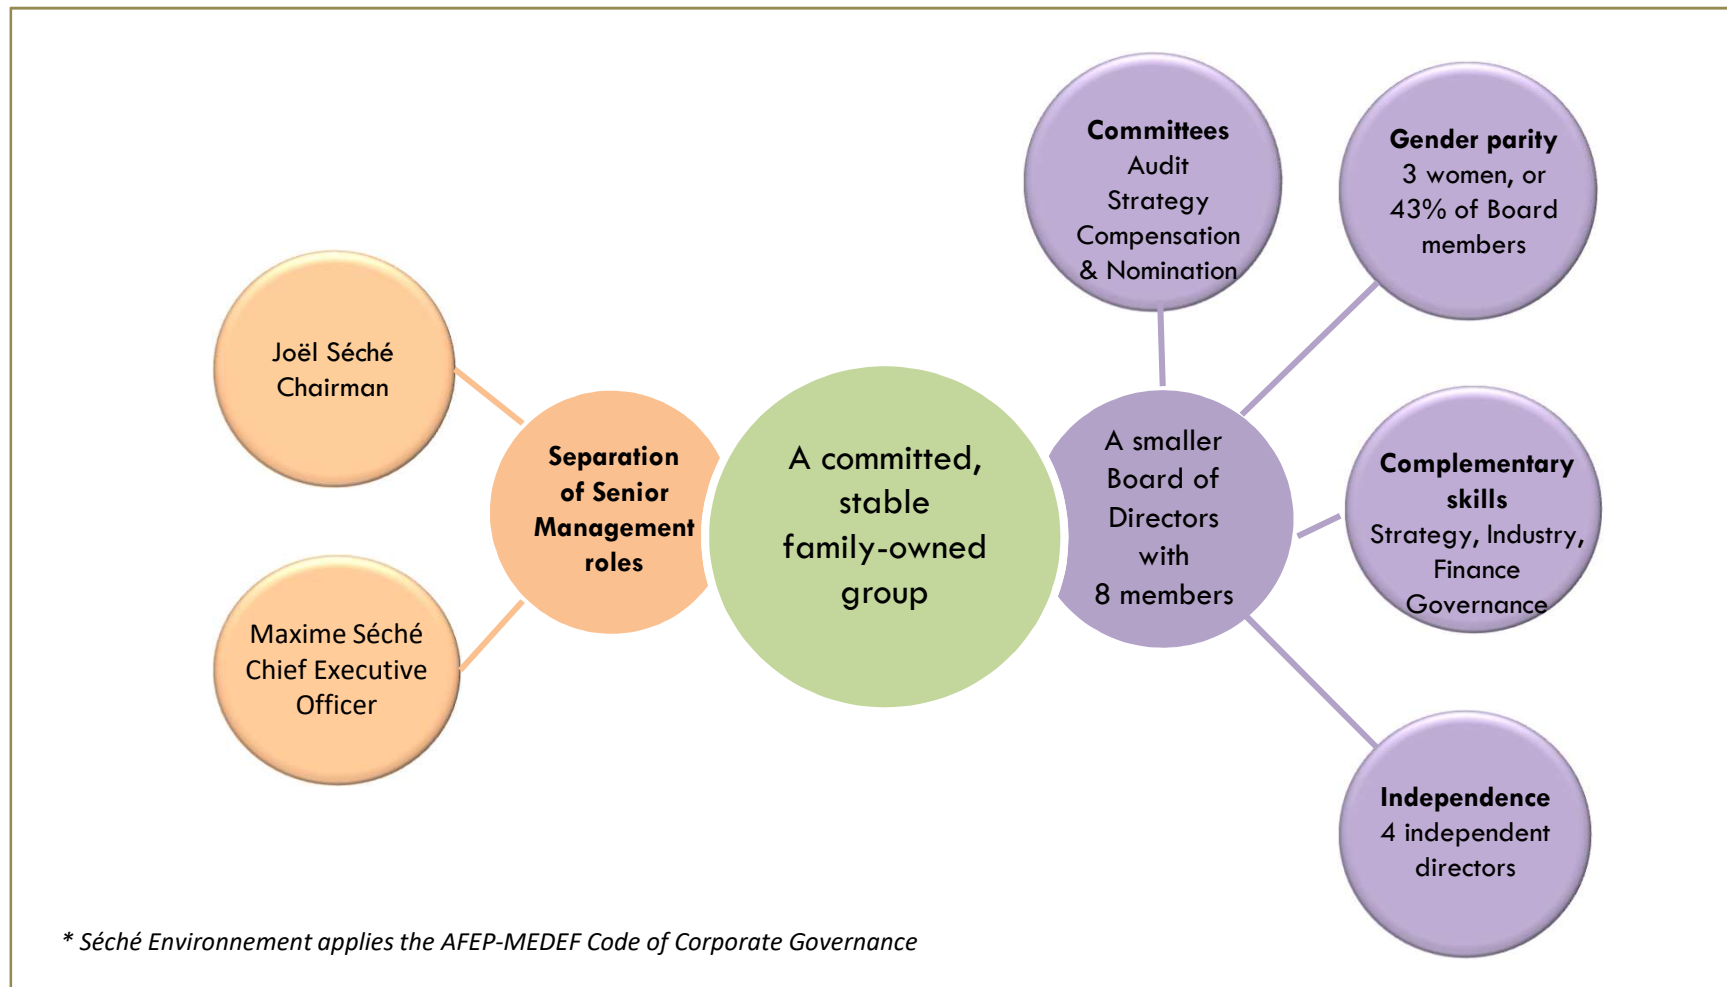 Joël Séché
Chairman
Maxime Séché
Chief Executive
Officer
Separation
of Senior
Management
roles
A committed,
stable
family-owned
group
A smaller
Board of
Directors
with
8 members
Committees
Audit
Strategy
Compensation
& Nomination
Gender parity
3 women, or
43% of Board
members
Complementary
skills
Strategy, Industry,
Finance
Governance
Independence
4 independent
directors
* Séché Environnement applies the AFEP-MEDEF Code of Corporate Governance